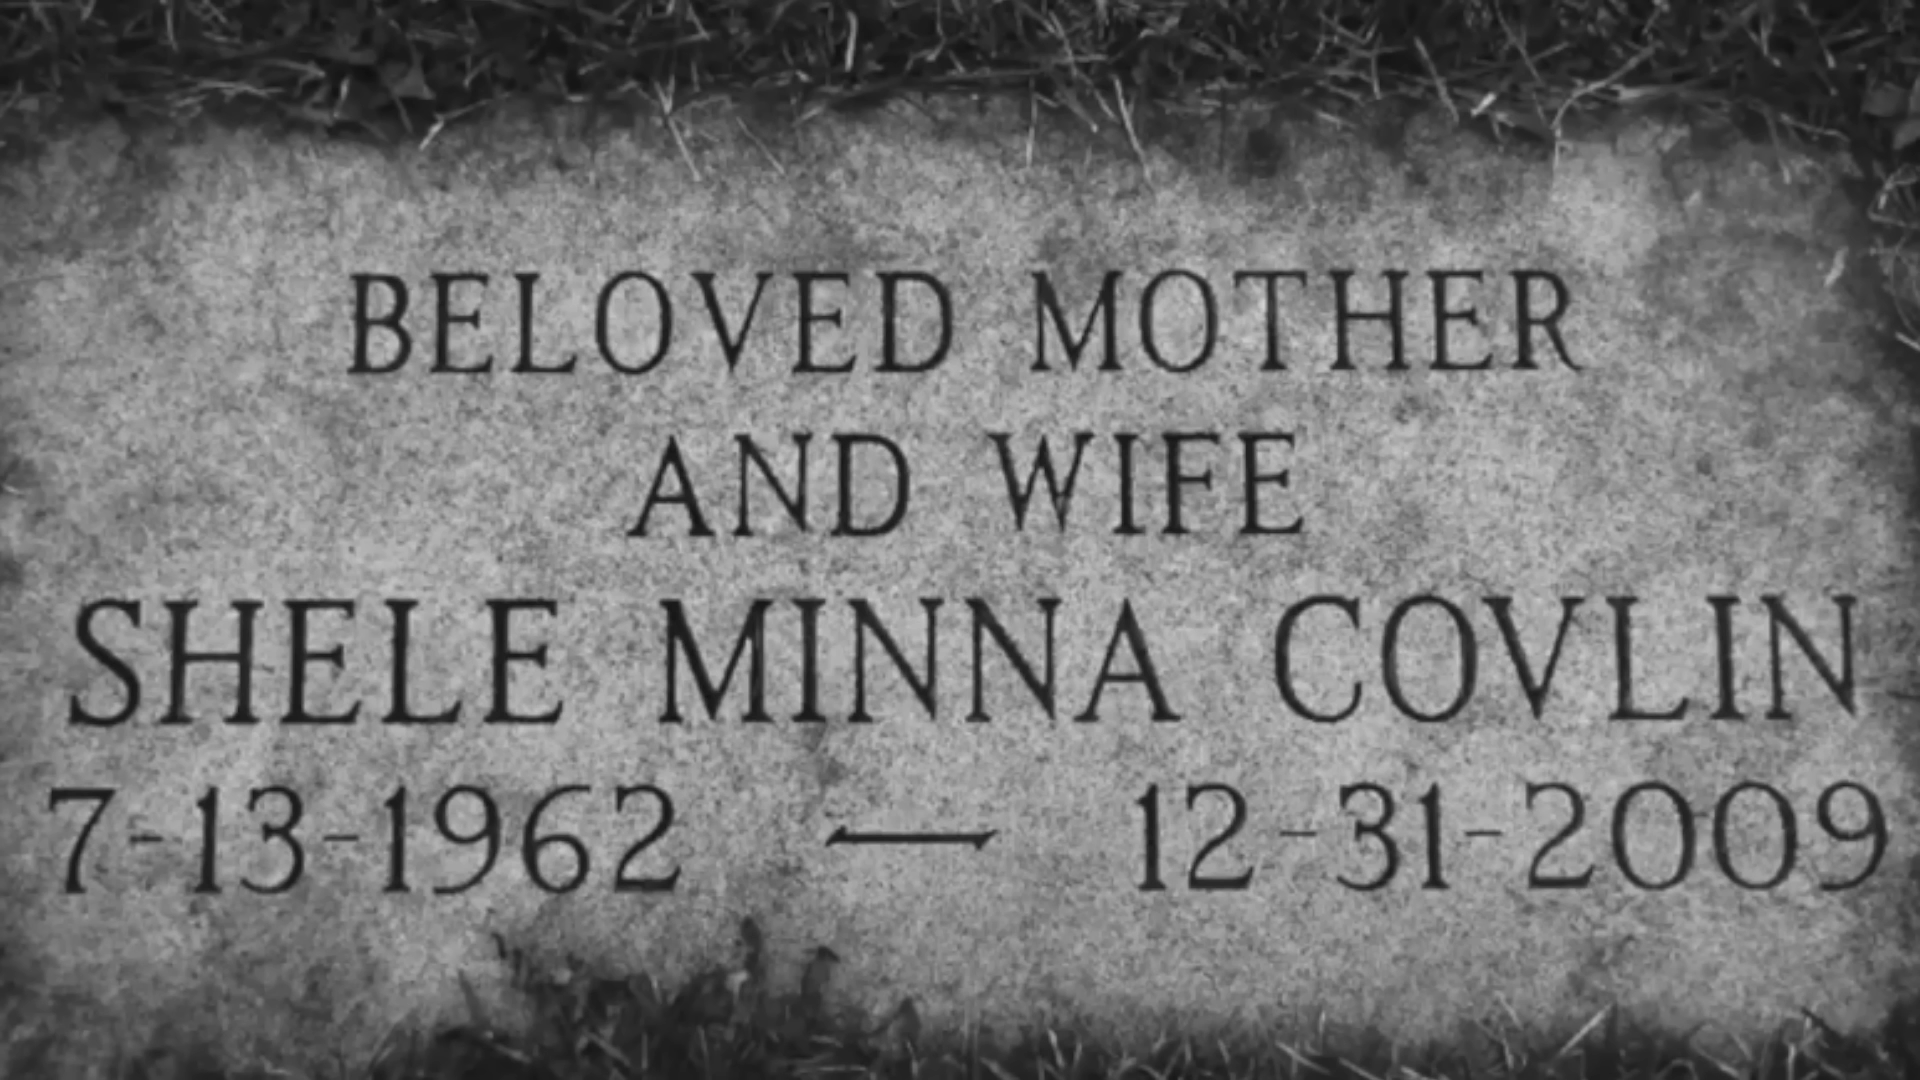 BELOVED MOTHER
AND WIFE
SHELE MINNA COVLIN
7-13-1962 — 12-31-2009